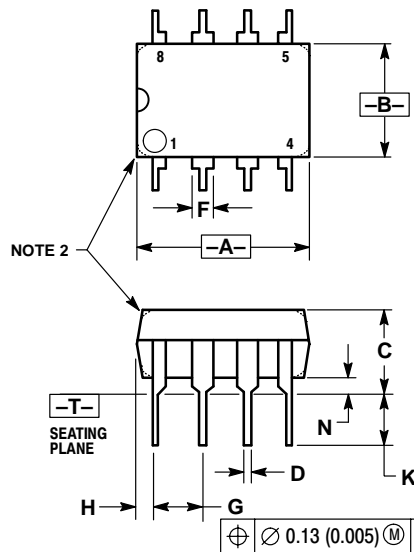 8 5
–B–
1 4
F
NOTE 2
–A–
C
–T–
N
SEATING
PLANE
D
K
H
G
⌖ ∅ 0.13 (0.005) Ⓜ